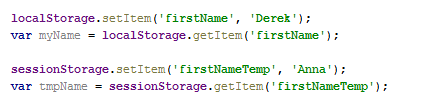 localStorage.setItem('firstName', 'Derek');
var myName = localStorage.getItem('firstName');
sessionStorage.setItem('firstNameTemp', 'Anna');
var tmpName = sessionStorage.getItem('firstNameTemp');